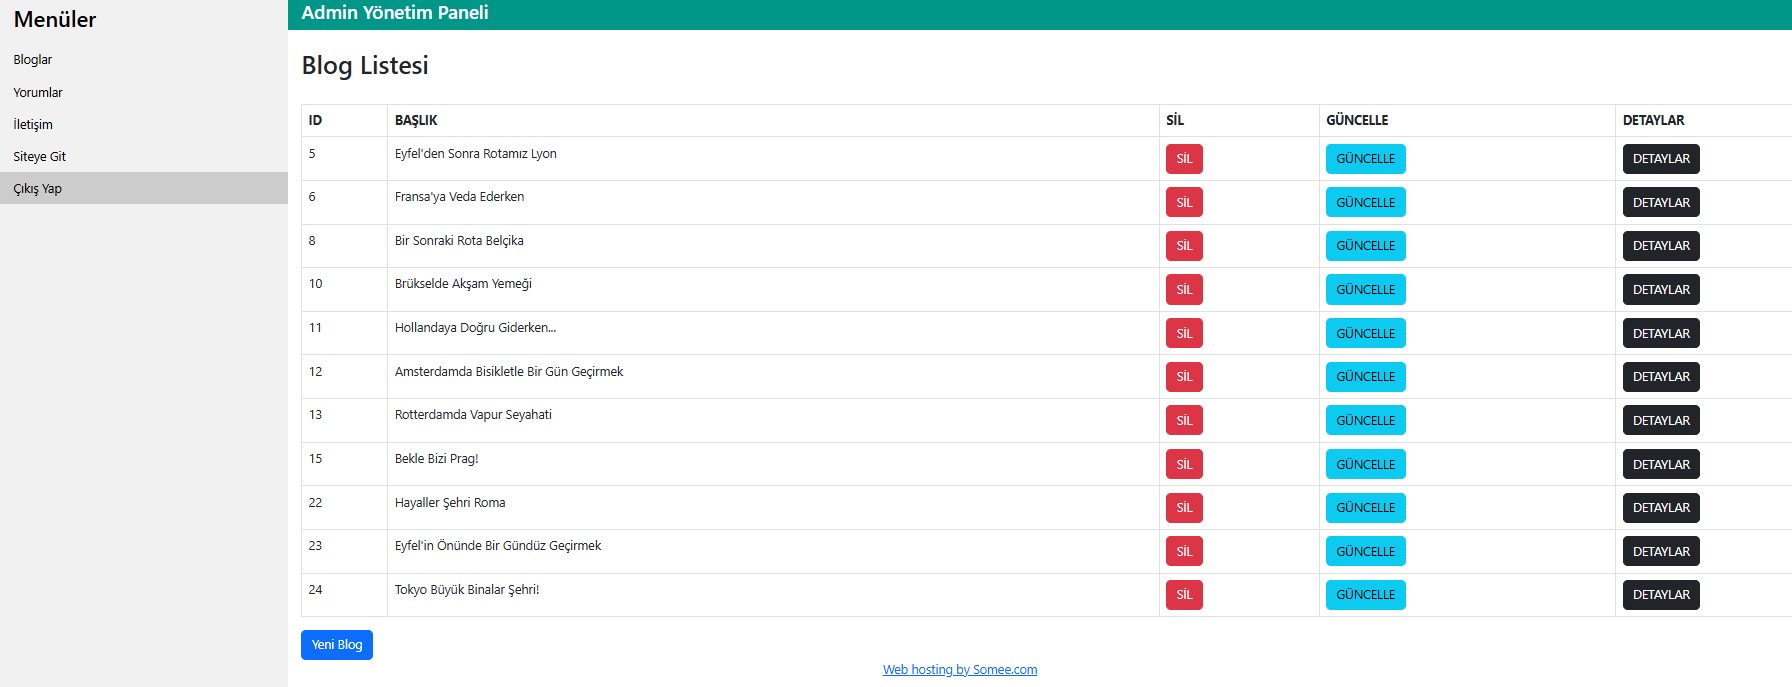 Menüler
Bloglar
Yorumlar
İletişim
Siteye Git
Çıkış Yap
Admin Yönetim Paneli
Blog Listesi
ID BAŞLIK SİL GÜNCELLE DETAYLAR
5 Eyfel'den Sonra Rotamız Lyon SİL GÜNCELLE DETAYLAR
6 Fransa'ya Veda Ederken SİL GÜNCELLE DETAYLAR
8 Bir Sonraki Rota Belçika SİL GÜNCELLE DETAYLAR
10 Brükselde Akşam Yemeği SİL GÜNCELLE DETAYLAR
11 Hollandaya Doğru Giderken... SİL GÜNCELLE DETAYLAR
12 Amsterdamda Bisikletle Bir Gün Geçirmek SİL GÜNCELLE DETAYLAR
13 Rotterdamda Vapur Seyahati SİL GÜNCELLE DETAYLAR
15 Bekle Bizi Prag! SİL GÜNCELLE DETAYLAR
22 Hayaller Şehri Roma SİL GÜNCELLE DETAYLAR
23 Eyfel'in Önünde Bir Gündüz Geçirmek SİL GÜNCELLE DETAYLAR
24 Tokyo Büyük Binalar Şehri! SİL GÜNCELLE DETAYLAR
Yeni Blog
Web hosting by Somee.com